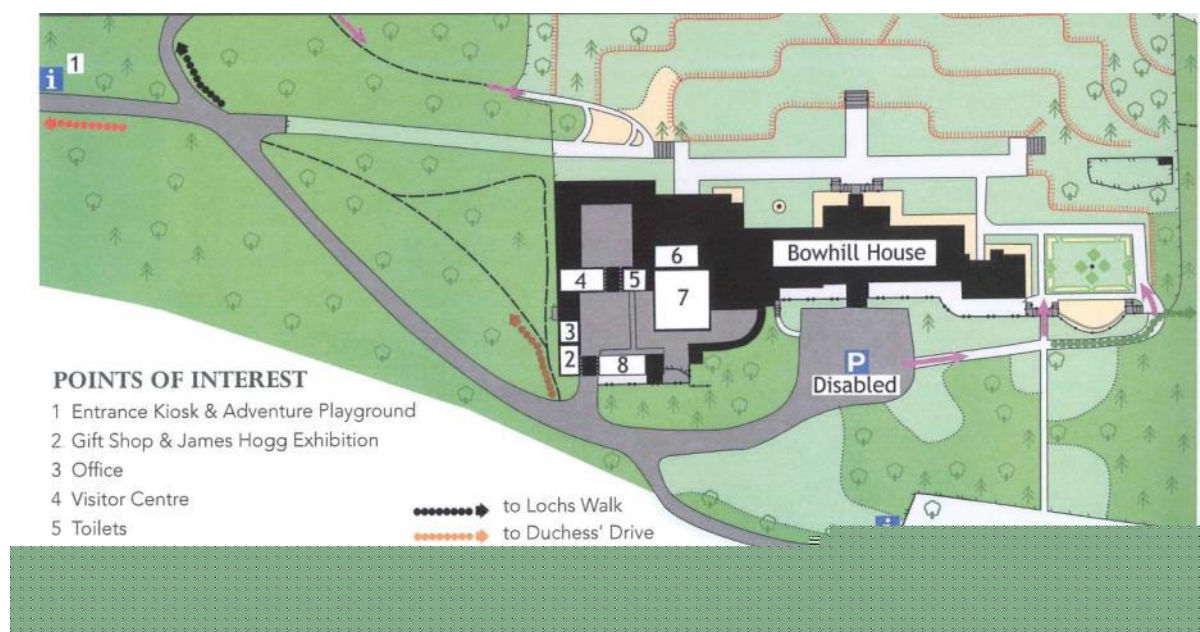 i 1
6
Bowhill House
4 5
7
3
2 8
P
Disabled
POINTS OF INTEREST
1 Entrance Kiosk & Adventure Playground
2 Gift Shop & James Hogg Exhibition
3 Office
4 Visitor Centre
5 Toilets
to Lochs Walk
to Duchess' Drive